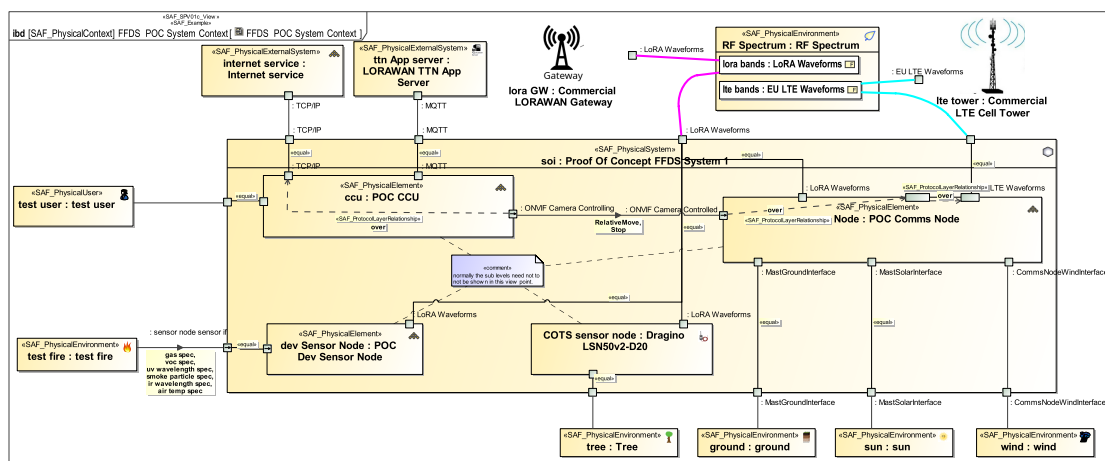 «SAF_SPV01c_View »
«SAF_Example»
ibd [SAF_PhysicalContext] FFDS POC System Context[ FFDS POC System Context ]
«SAF_PhysicalExternalSystem»
internet service :
Internet service
«SAF_PhysicalExternalSystem»
ttn App server :
LORAWAN TTN App
Server
Gateway
lora GW : Commercial
LORAWAN Gateway
: LoRA Waveforms
«SAF_PhysicalEnvironment»
RF Spectrum : RF Spectrum
lora bands : LoRA Waveforms
lte bands : EU LTE Waveforms
: EU LTE Waveforms
lte tower : Commercial
LTE Cell Tower
: TCP/IP
: MQTT
: TCP/IP
: MQTT
: LoRA Waveforms
«equal»
«equal»
«equal»
«equal»
«SAF_PhysicalSystem»
soi : Proof Of Concept FFDS System 1
: TCP/IP
: MQTT
«SAF_PhysicalUser»
test user : test user
«equal»
«SAF_PhysicalElement»
ccu : POC CCU
«SAF_ProtocolLayerRelationship»
over
: ONVIF Camera Controlling
: ONVIF Camera Controlled
RelativeMove,
Stop
«equal»
: LoRA Waveforms
«SAF_ProtocolLayerRelationship»
LTE Waveforms
over
over
«SAF_PhysicalElement»
«SAF_ProtocolLayerRelationship»
Node : POC Comms Node
«comment»
normally the sub levels need not to
not be shown in this view point.
: MastGroundInterface
: MastSolarInterface
: CommsNodeWindInterface
«equal»
«equal»
«equal»
«equal»
LoRA Waveforms
: LoRA Waveforms
: sensor node sensor if
«SAF_PhysicalEnvironment»
test fire : test fire
gas spec,
voc spec,
uv wavelength spec,
smoke particle spec,
ir wavelength spec,
air temp spec
«equal»
«SAF_PhysicalElement»
dev Sensor Node : POC
Dev Sensor Node
COTS sensor node : Dragino
LSN50v2-D20
«equal»
: MastGroundInterface
: MastSolarInterface
: CommsNodeWindInterface
«SAF_PhysicalEnvironment»
tree : Tree
«SAF_PhysicalEnvironment»
ground : ground
«SAF_PhysicalEnvironment»
sun : sun
«SAF_PhysicalEnvironment»
wind : wind